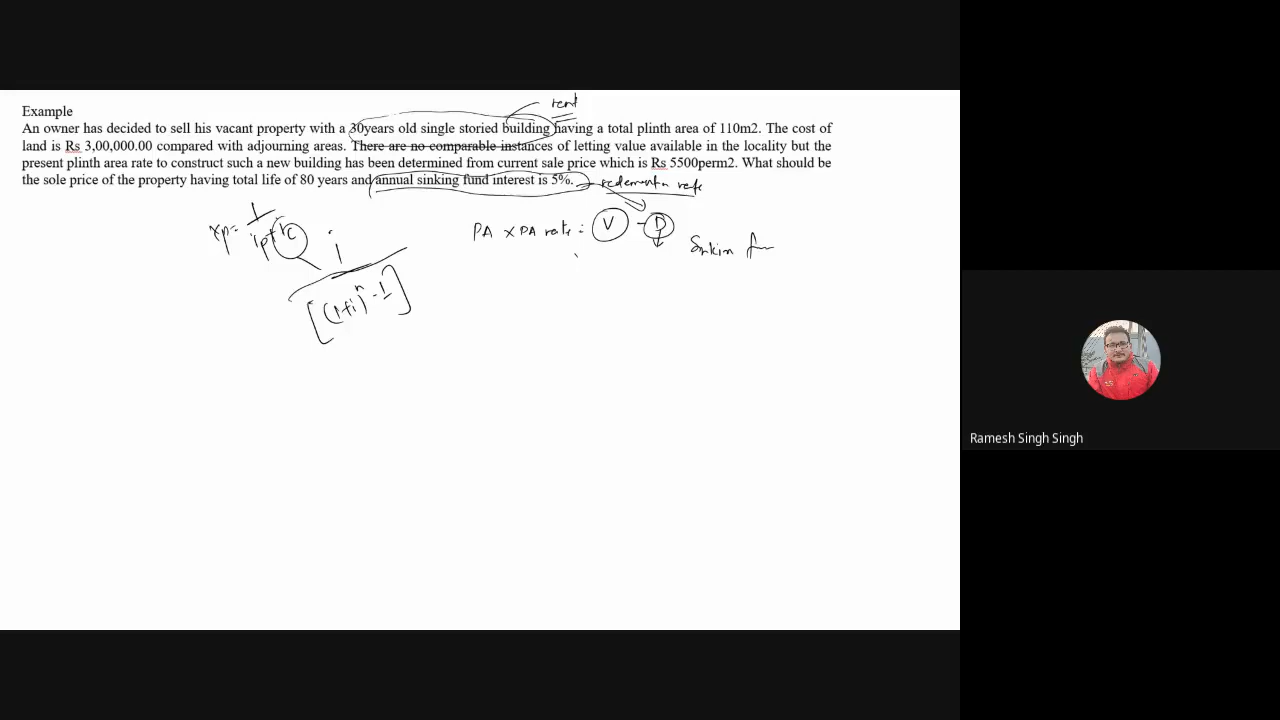 Example
rent
An owner has decided to sell his vacant property with a 30years old single storied building having a total plinth area of 110m2. The cost of
land is Rs 3,00,000.00 compared with adjourning areas. There are no comparable instances of letting value available in the locality but the
present plinth area rate to construct such a new building has been determined from current sale price which is Rs 5500perm2. What should be
the sole price of the property having total life of 80 years and annual sinking fund interest is 5%.
PA x PA rate = V - D
1
[(1+i)^n - 1]
Ramesh Singh Singh